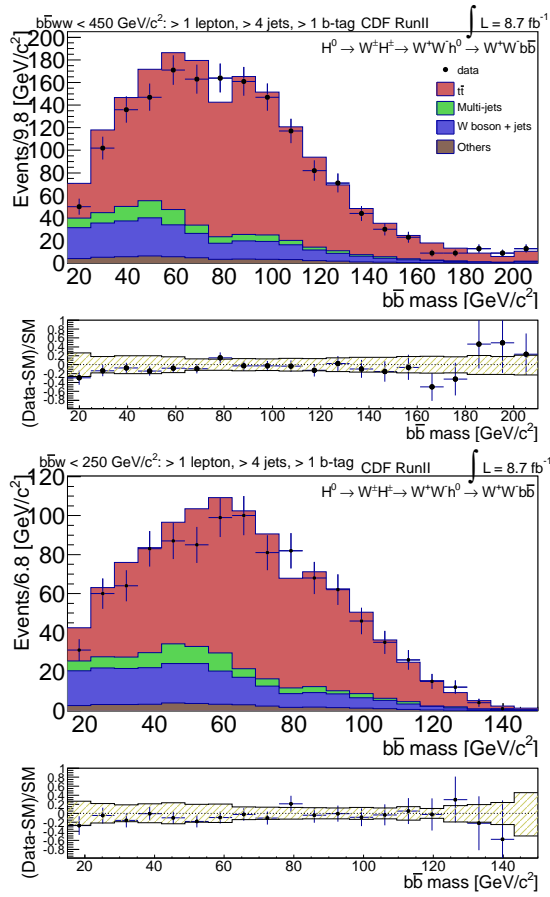 bb̄ww < 450 GeV/c²: > 1 lepton, > 4 jets, > 1 b-tag CDF RunII ∫ L = 8.7 fb⁻¹
H⁰ → W±H± → W⁺W⁻h⁰ → W⁺W⁻bb̄
data
tt̄
Multi-jets
W boson + jets
Others
Events/9.8 [GeV/c²]
200
180
160
140
120
100
80
60
40
20
0
20 40 60 80 100 120 140 160 180 200
bb̄ mass [GeV/c²]
(Data-SM)/SM
1
0.8
0.6
0.4
0.2
0
-0.2
-0.4
-0.6
-0.8
20 40 60 80 100 120 140 160 180 200
bb̄ mass [GeV/c²]
bb̄w < 250 GeV/c²: > 1 lepton, > 4 jets, > 1 b-tag CDF RunII ∫ L = 8.7 fb⁻¹
H⁰ → W±H± → W⁺W⁻h⁰ → W⁺W⁻bb̄
Events/6.8 [GeV/c²]
120
100
80
60
40
20
0
20 40 60 80 100 120 140
bb̄ mass [GeV/c²]
(Data-SM)/SM
1
0.8
0.6
0.4
0.2
0
-0.2
-0.4
-0.6
-0.8
20 40 60 80 100 120 140
bb̄ mass [GeV/c²]